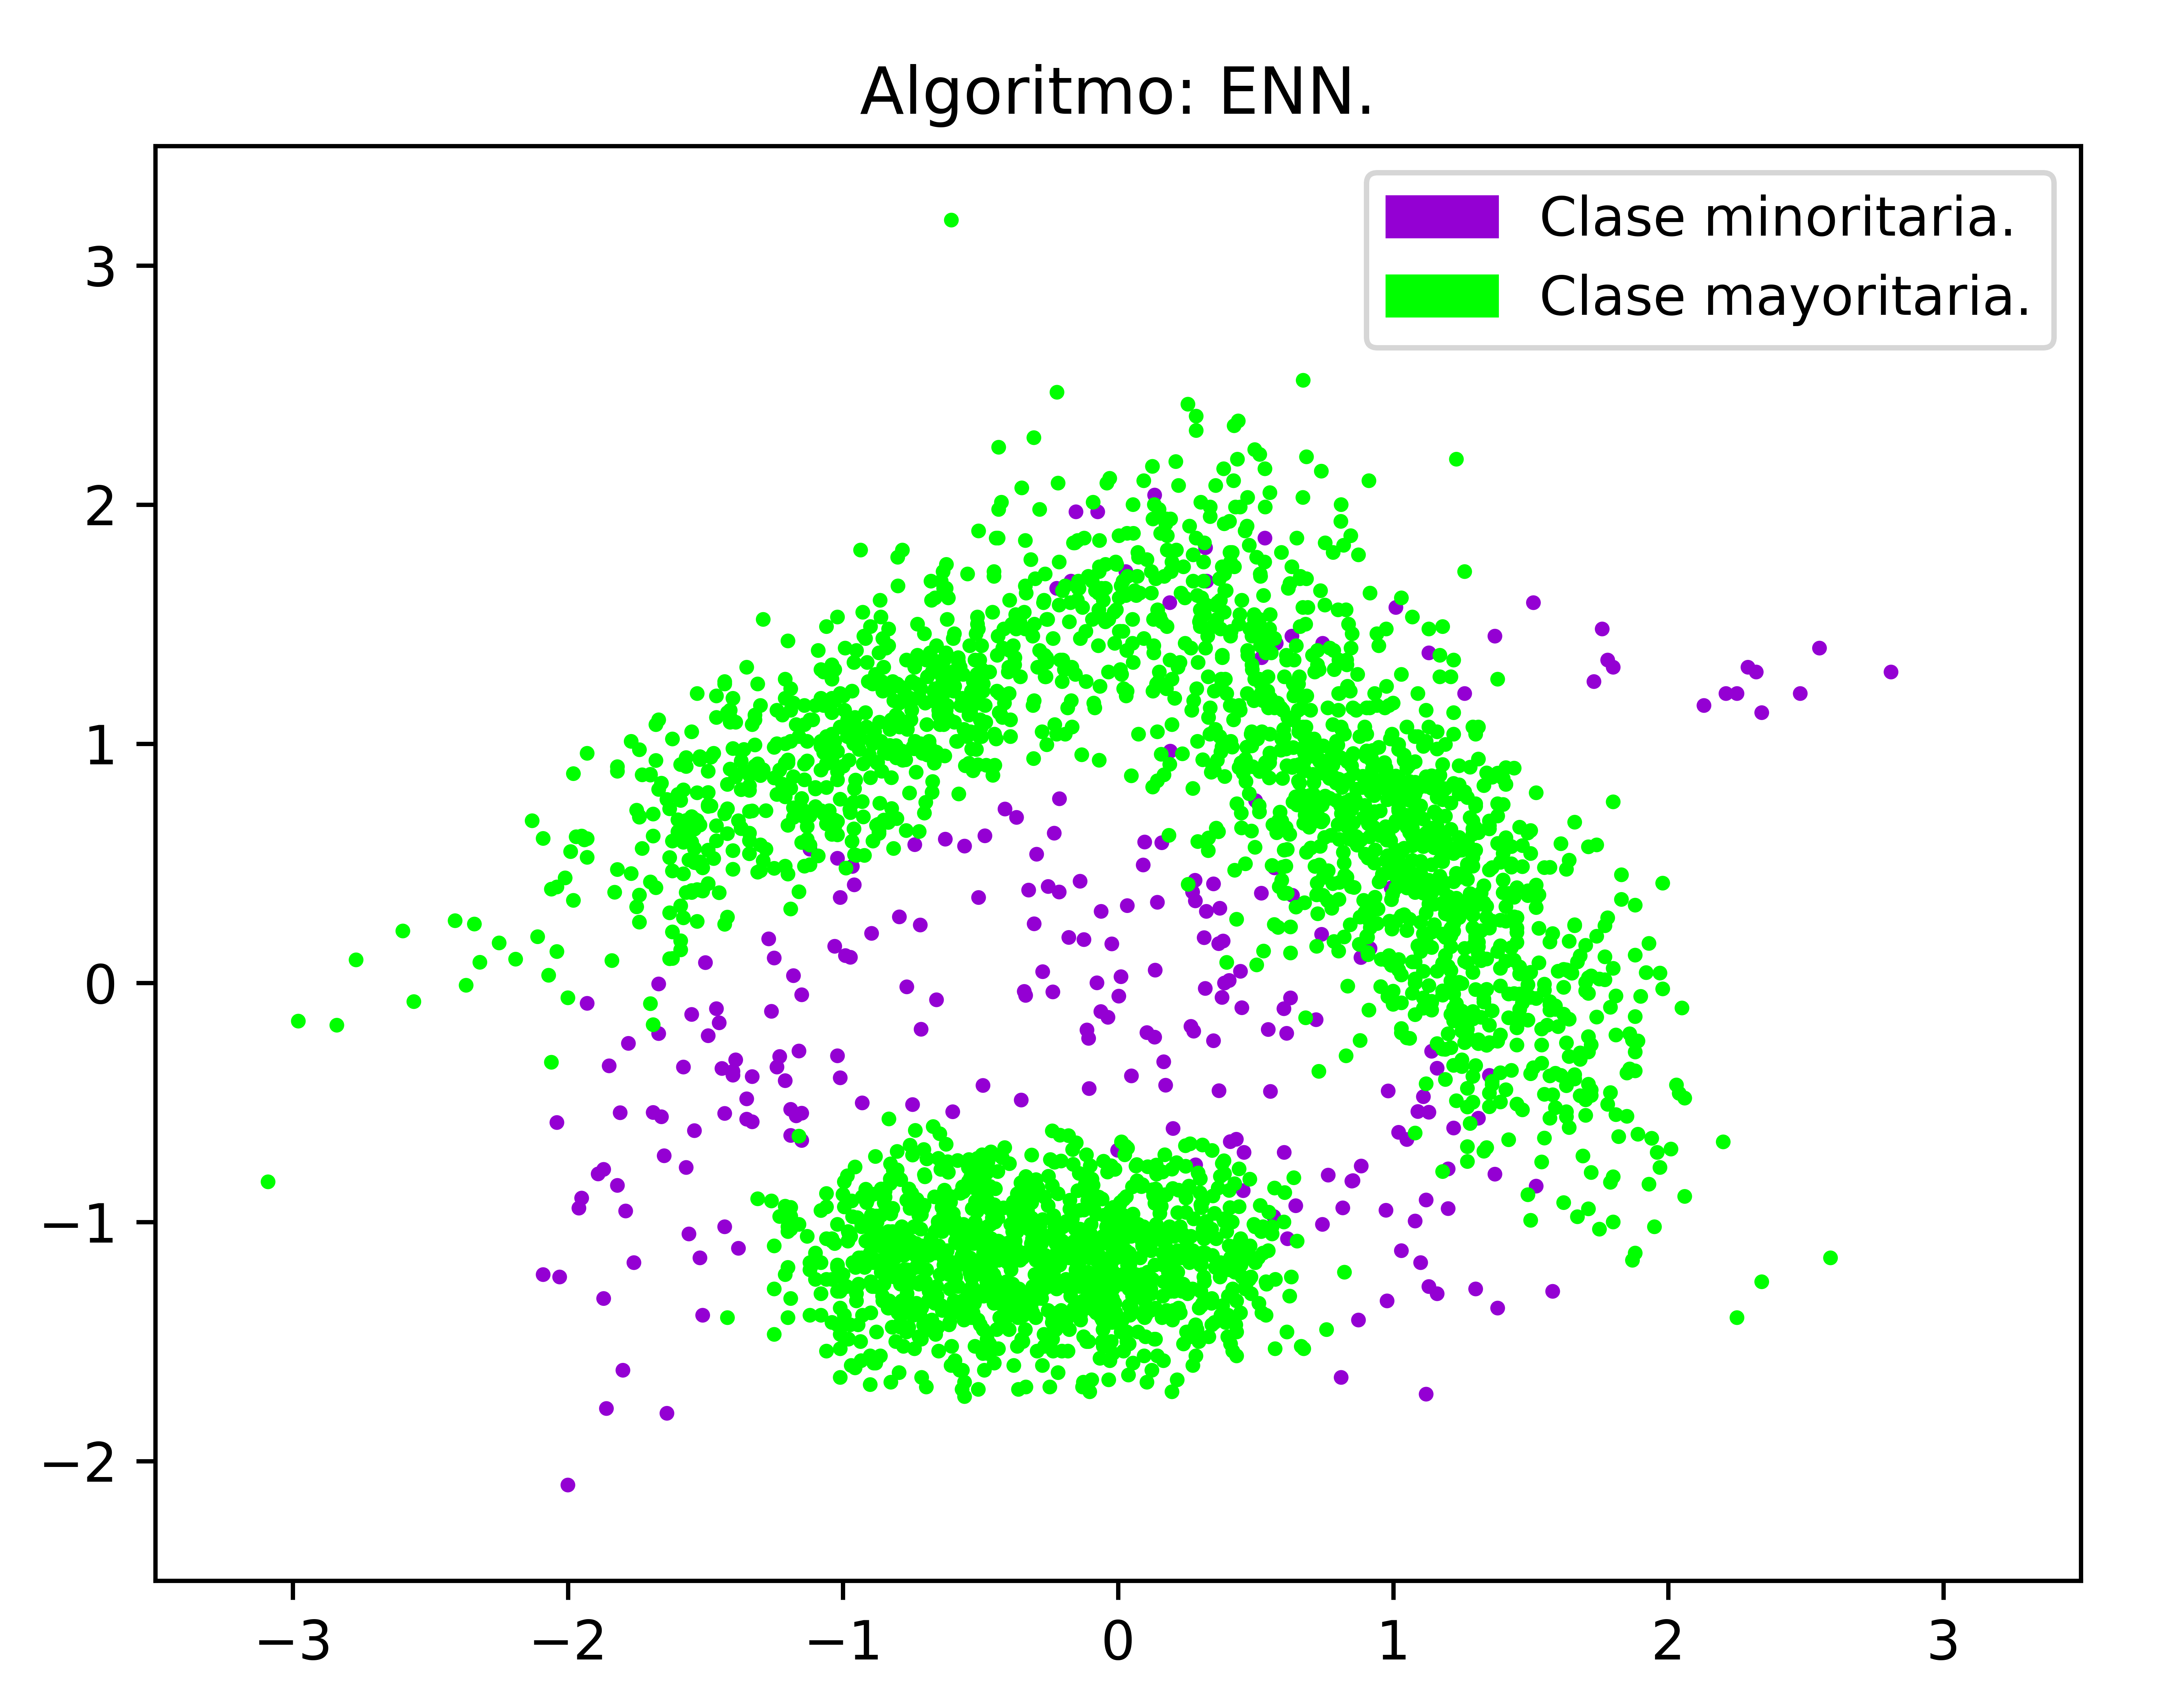 Algoritmo: ENN.
Clase minoritaria.
Clase mayoritaria.
3
2
1
0
−1
−2
−3 −2 −1 0 1 2 3